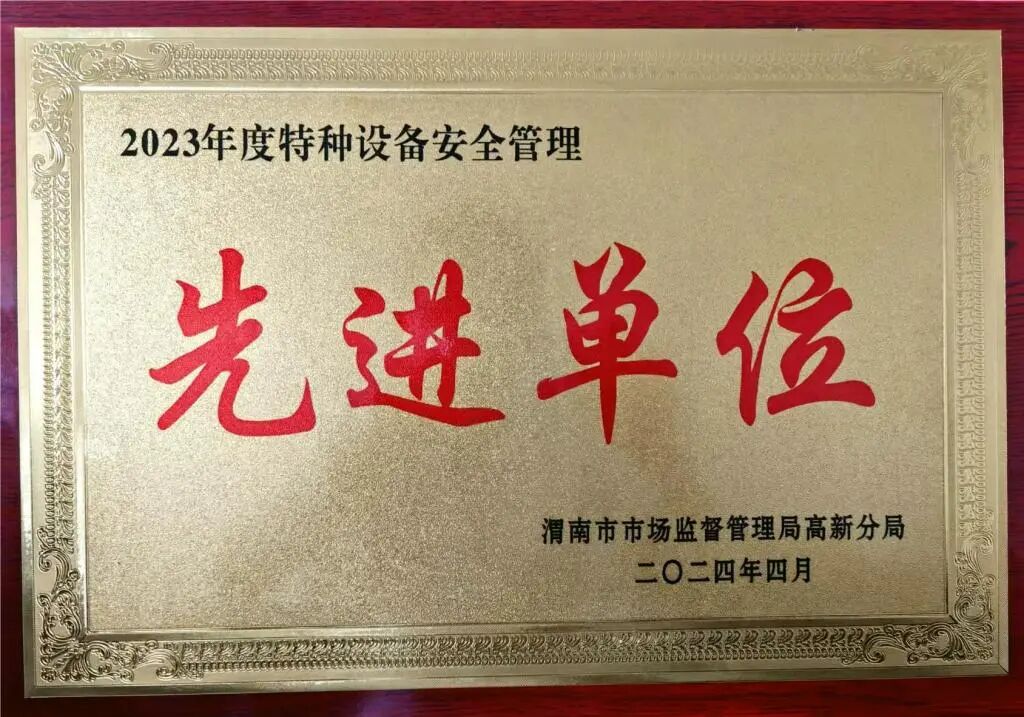 2023年度特种设备安全管理
先进单位
渭南市市场监督管理局高新分局
二〇二四年四月